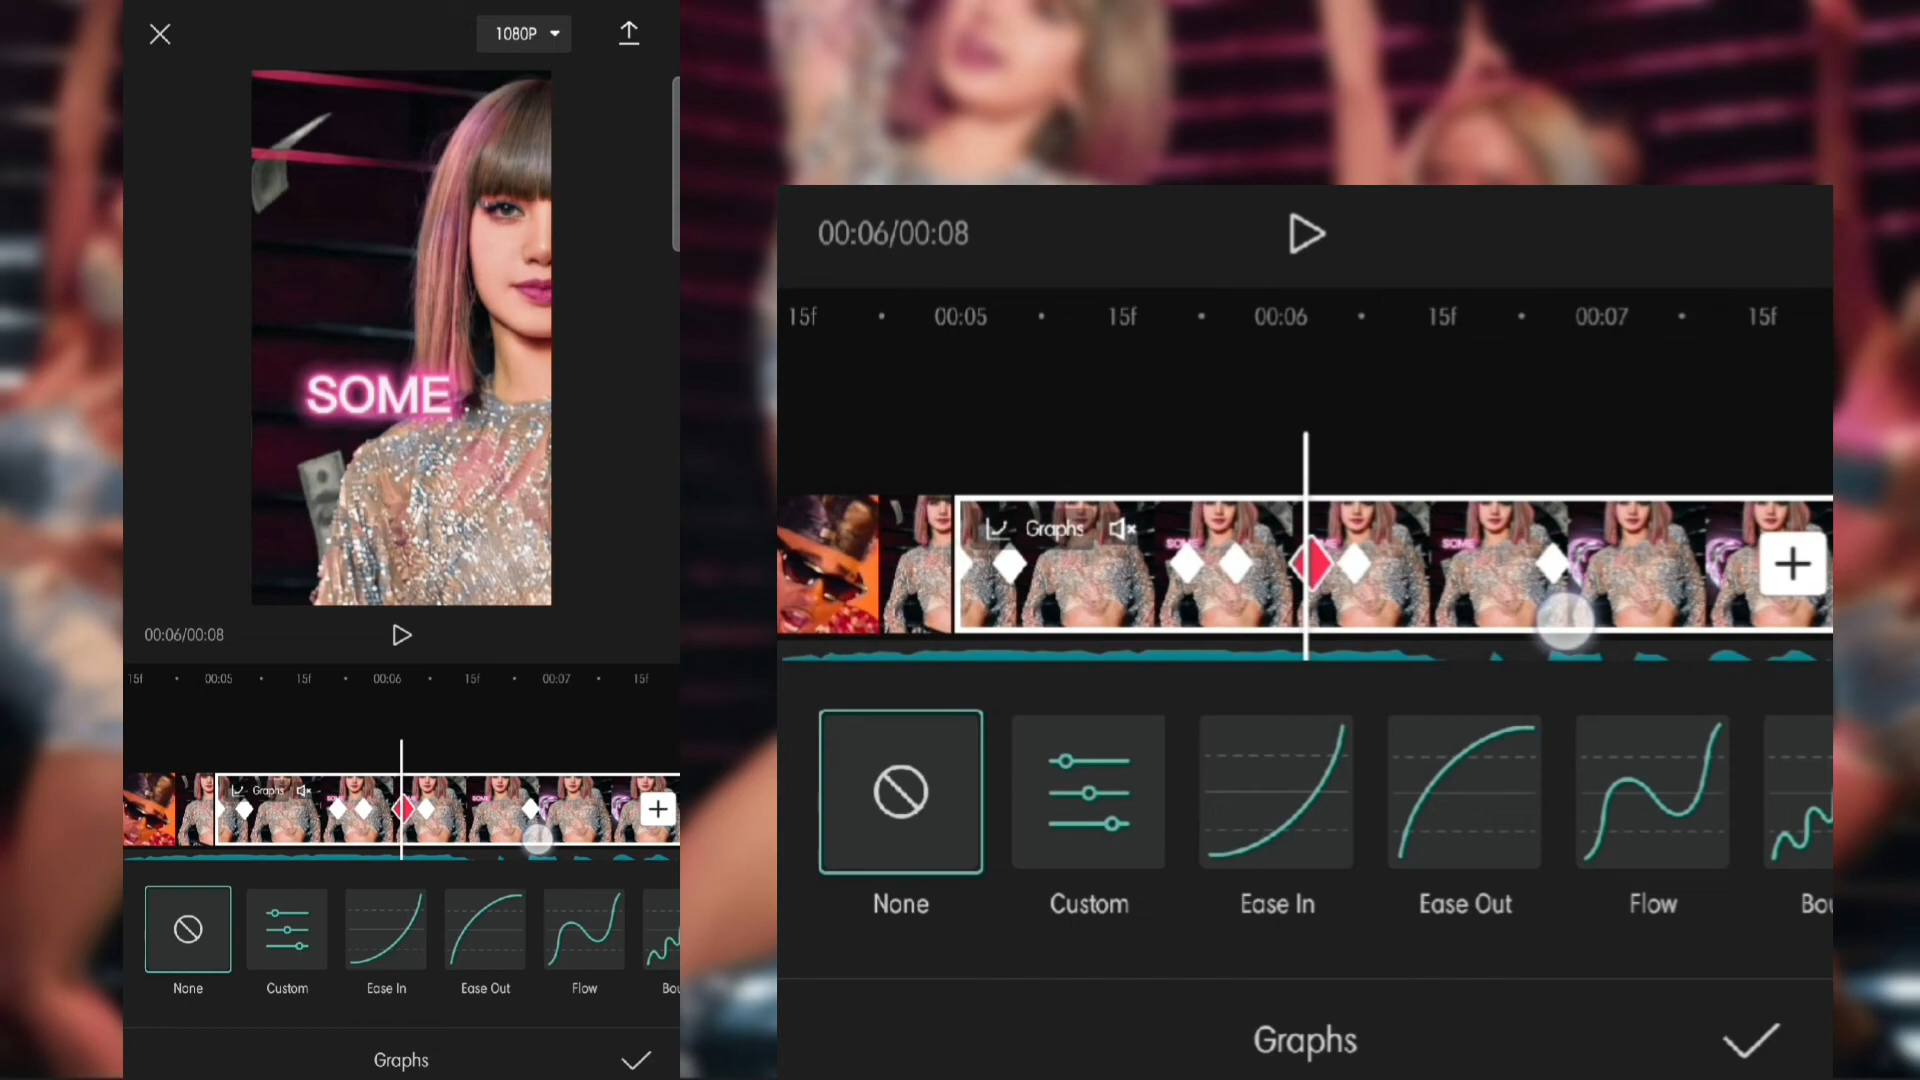 1080P
SOME
00:06/00:08
15f
00:05
15f
00:06
15f
00:07
15f
Graphs
None
Custom
Ease In
Ease Out
Flow
Bou
Graphs
00:06/00:08
15f
00:05
15f
00:06
15f
00:07
15f
Graphs
SOME
SOME
None
Custom
Ease In
Ease Out
Flow
Bou
Graphs